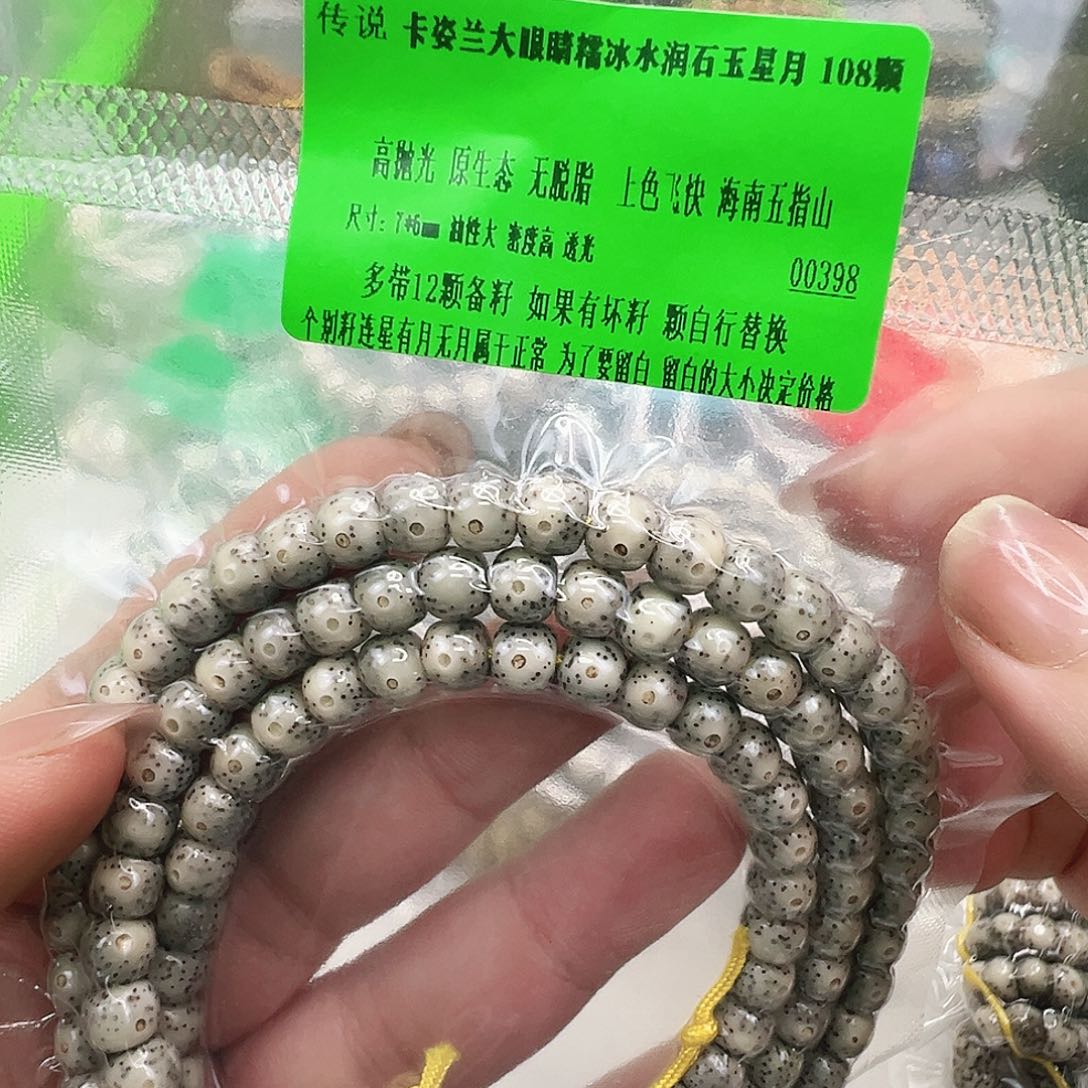 传说 卡姿兰大眼睛糯冰水润石玉星月 108颗
高抛光 原生态 无脱脂 上色飞快 海南五指山
尺寸：7*6mm 油性大 密度高 透光
00398
多带12颗备籽 如果有坏籽 颗自行替换
个别籽连星有月无月属于正常 为了要留白 留白的大小决定价格